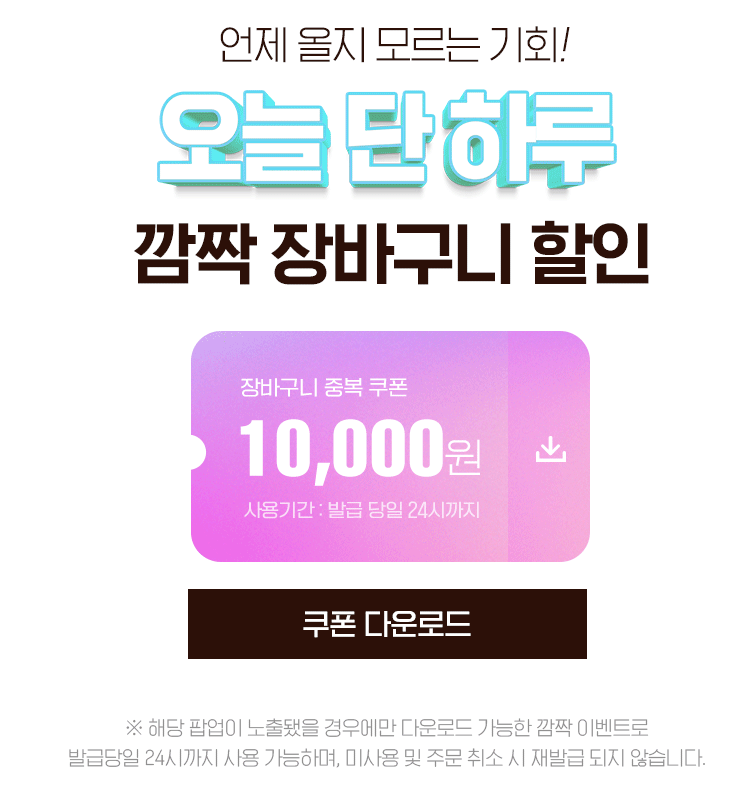 언제 올지 모르는 기회!
오늘 단 하루
깜짝 장바구니 할인
장바구니 중복 쿠폰
10,000원
사용기간 : 발급 당일 24시까지
쿠폰 다운로드
※ 해당 팝업이 노출됐을 경우에만 다운로드 가능한 깜짝 이벤트로
발급당일 24시까지 사용 가능하며, 미사용 및 주문 취소 시 재발급 되지 않습니다.